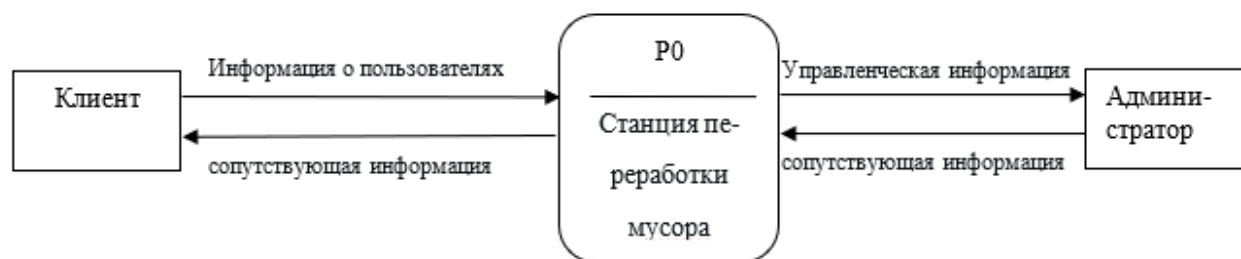 Клиент
Информация о пользователях
сопутствующая информация
P0
Станция пе-
реработки
мусора
Управленческая информация
сопутствующая информация
Админи-
стратор